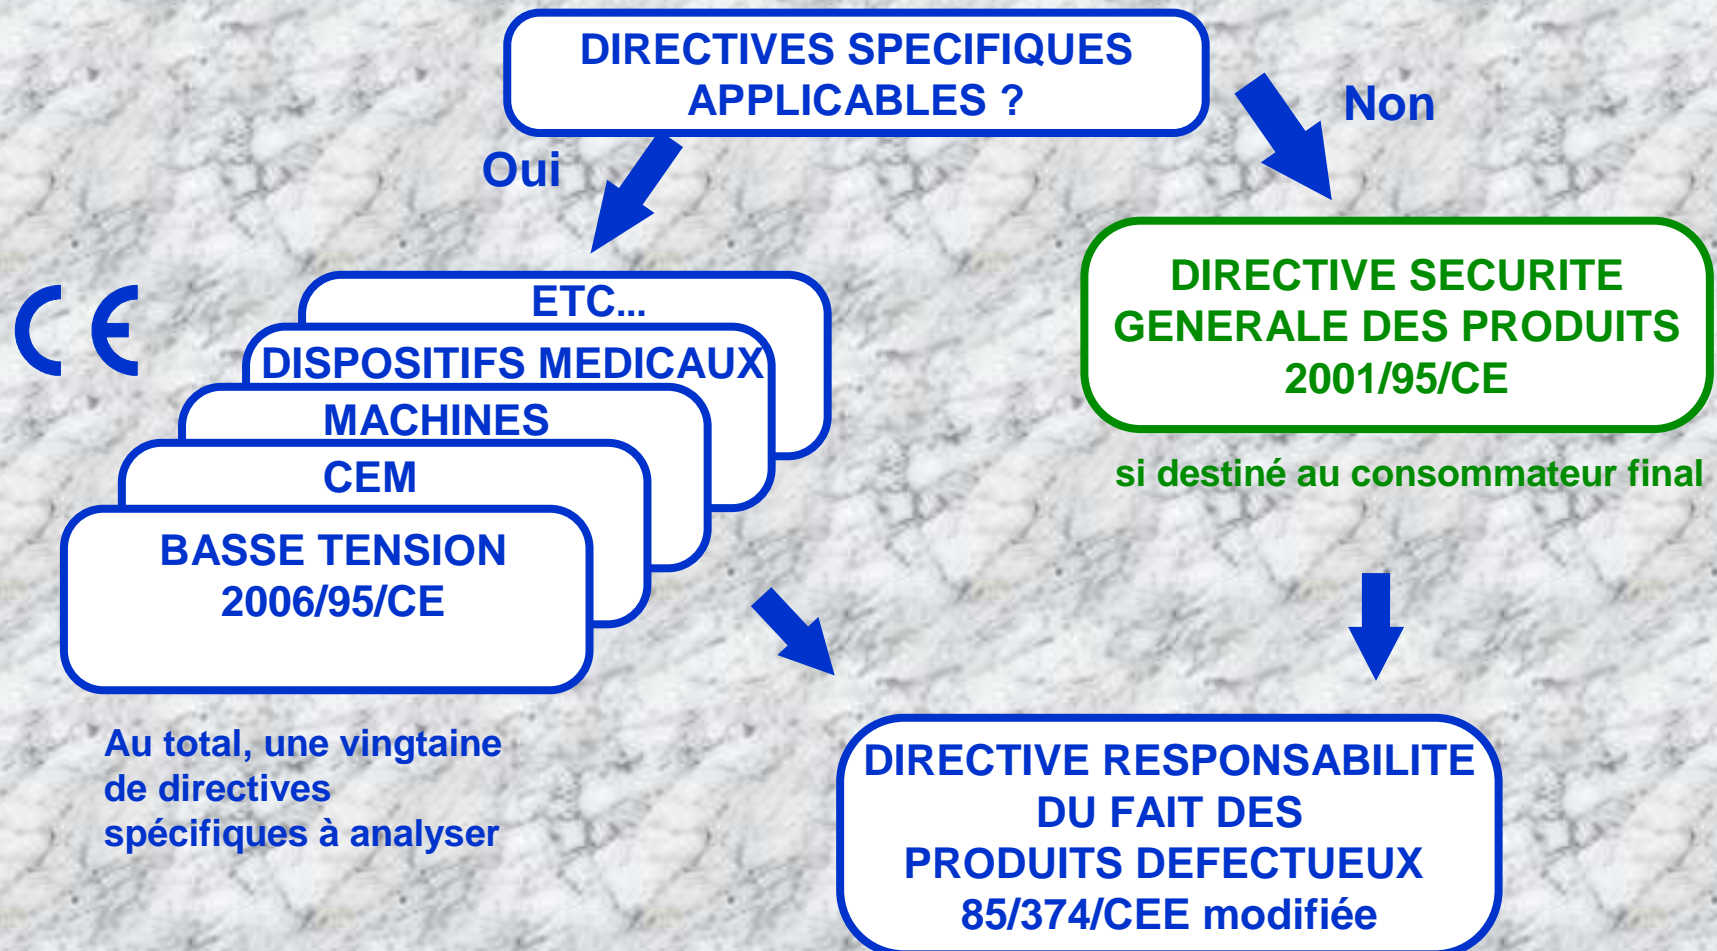 DIRECTIVES SPECIFIQUES
APPLICABLES ?
Non
Oui
CE
ETC...
DISPOSITIFS MEDICAUX
MACHINES
CEM
BASSE TENSION
2006/95/CE
Au total, une vingtaine
de directives
spécifiques à analyser
DIRECTIVE SECURITE
GENERALE DES PRODUITS
2001/95/CE
si destiné au consommateur final
DIRECTIVE RESPONSABILITE
DU FAIT DES
PRODUITS DEFECTUEUX
85/374/CEE modifiée